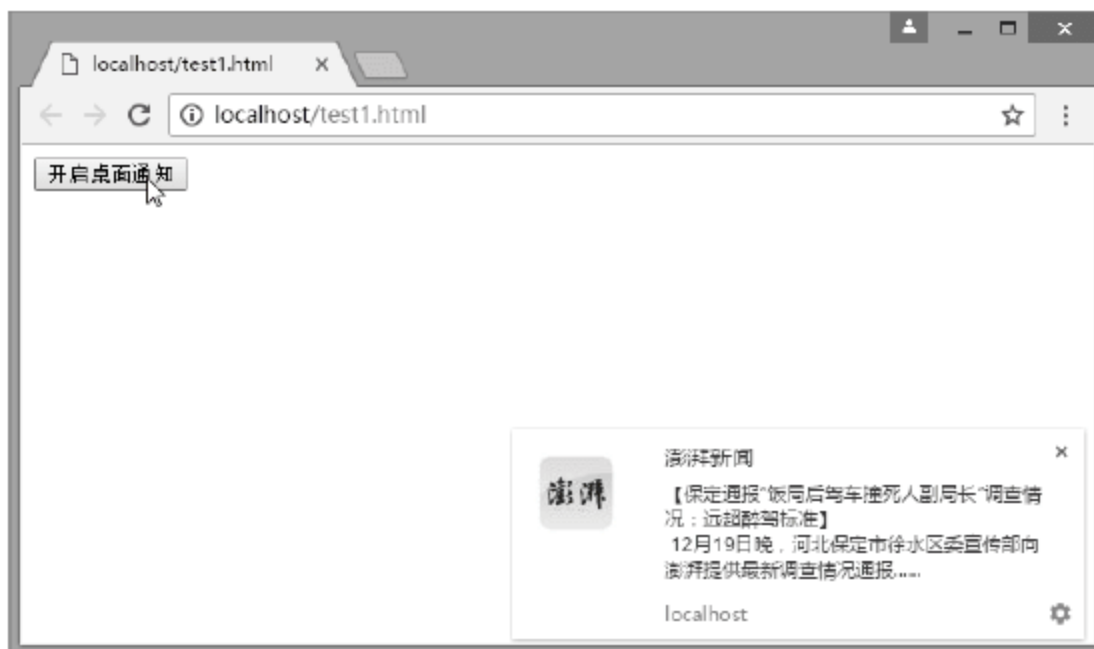 localhost/test1.html
localhost/test1.html
开启桌面通知
澎湃
澎湃新闻
【保定通报“饭局后驾车撞死人副局长”调查情
况：远超醉驾标准】
12月19日晚，河北保定市徐水区委宣传部向
澎湃提供最新调查情况通报......
localhost